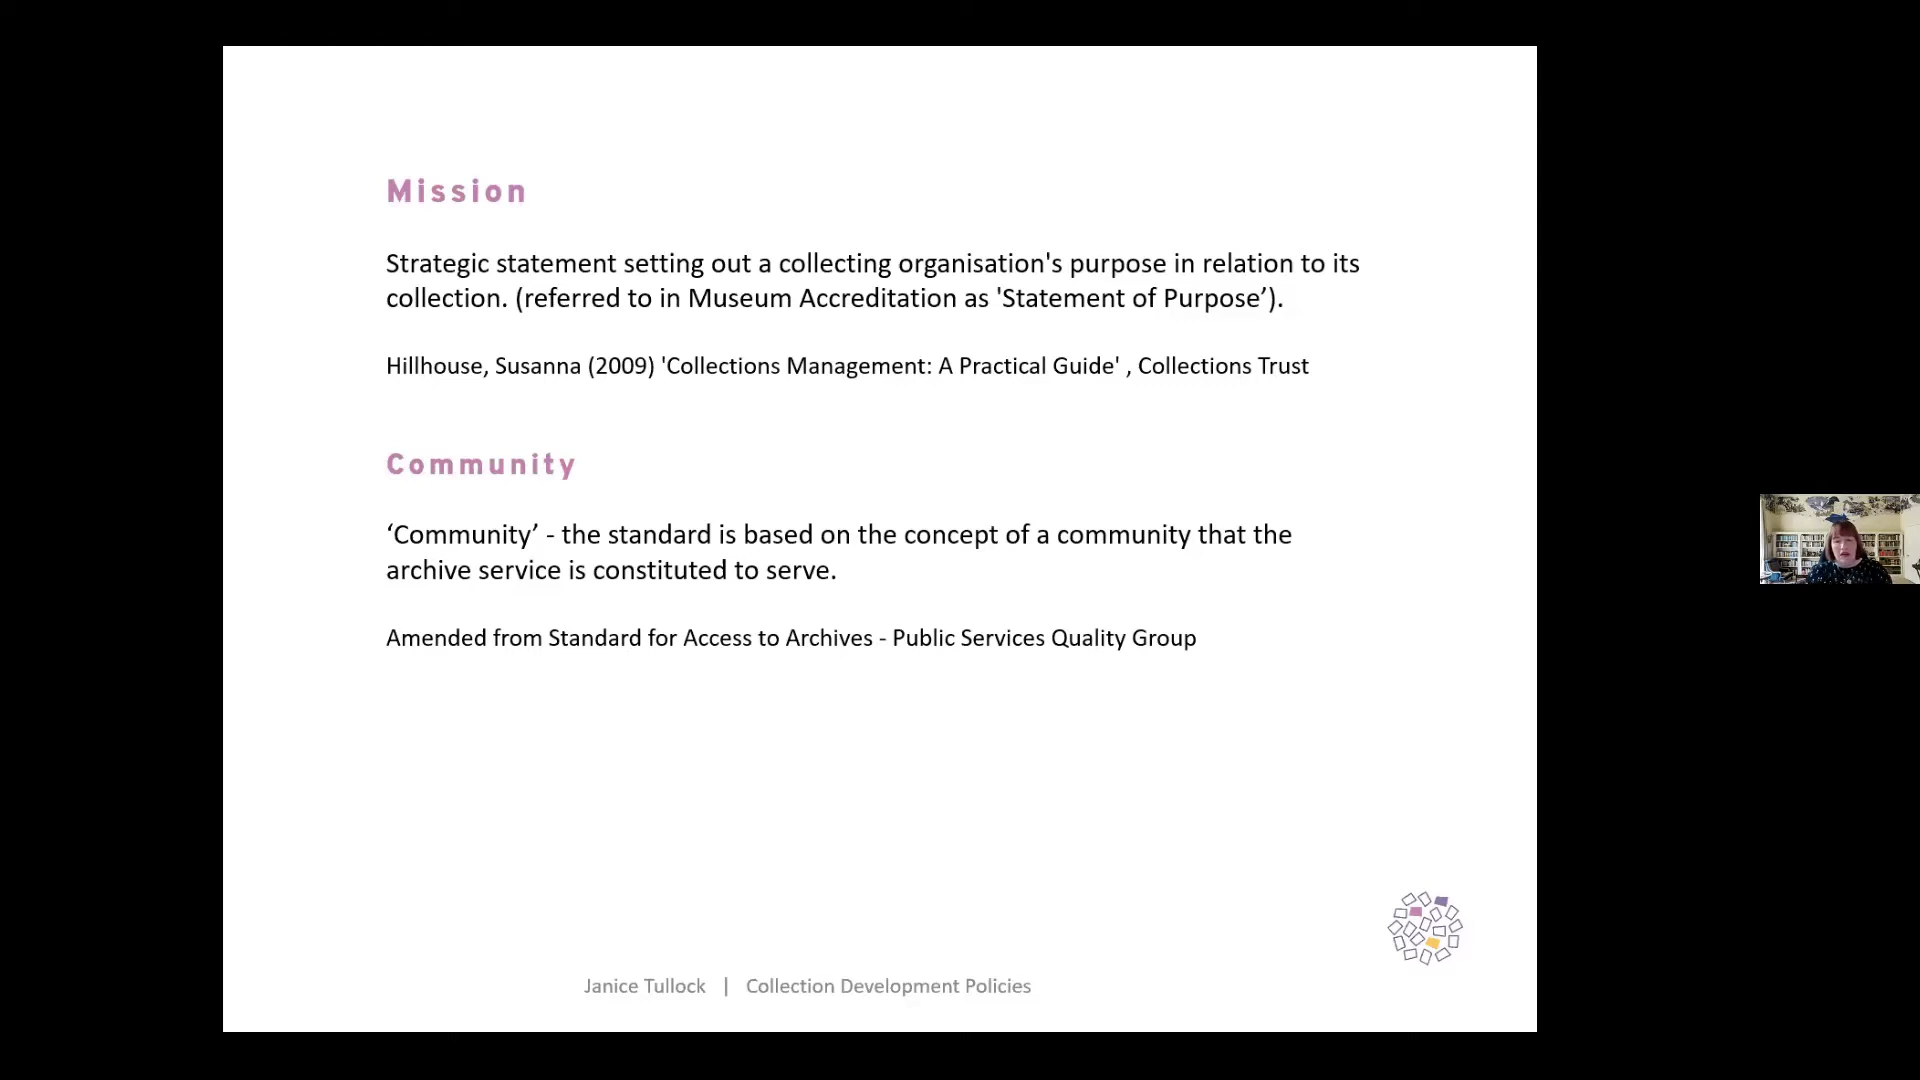 Mission
Strategic statement setting out a collecting organisation's purpose in relation to its
collection. (referred to in Museum Accreditation as 'Statement of Purpose’).
Hillhouse, Susanna (2009) 'Collections Management: A Practical Guide' , Collections Trust
Community
‘Community’ - the standard is based on the concept of a community that the
archive service is constituted to serve.
Amended from Standard for Access to Archives - Public Services Quality Group
Janice Tullock | Collection Development Policies